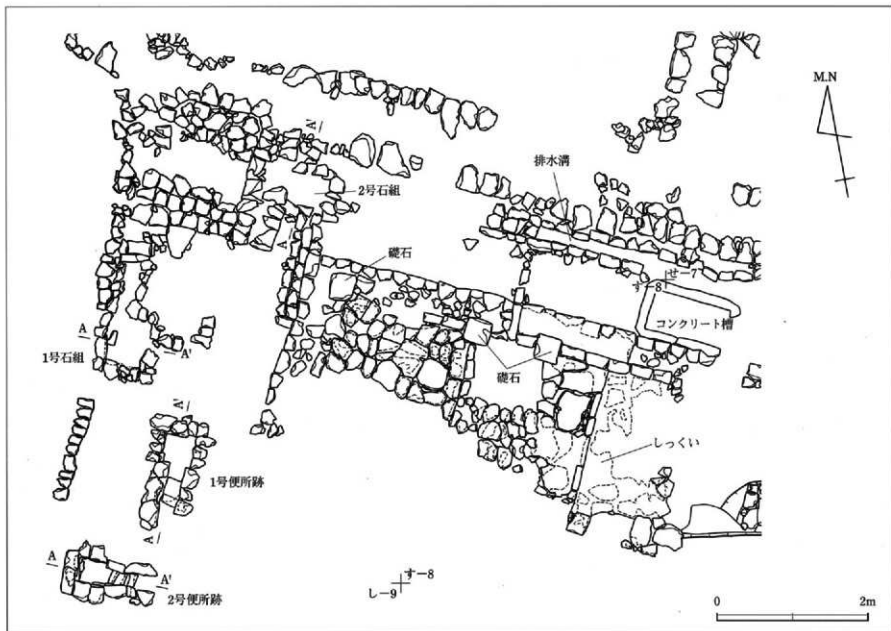 M.N
排水溝
A'
2号石組
A
礎石
せ-7
す-8
コンクリート槽
A
A'
1号石組
礎石
しっくい
A'
1号便所跡
A
A
A'
2号便所跡
す-8
し-9
0
2m